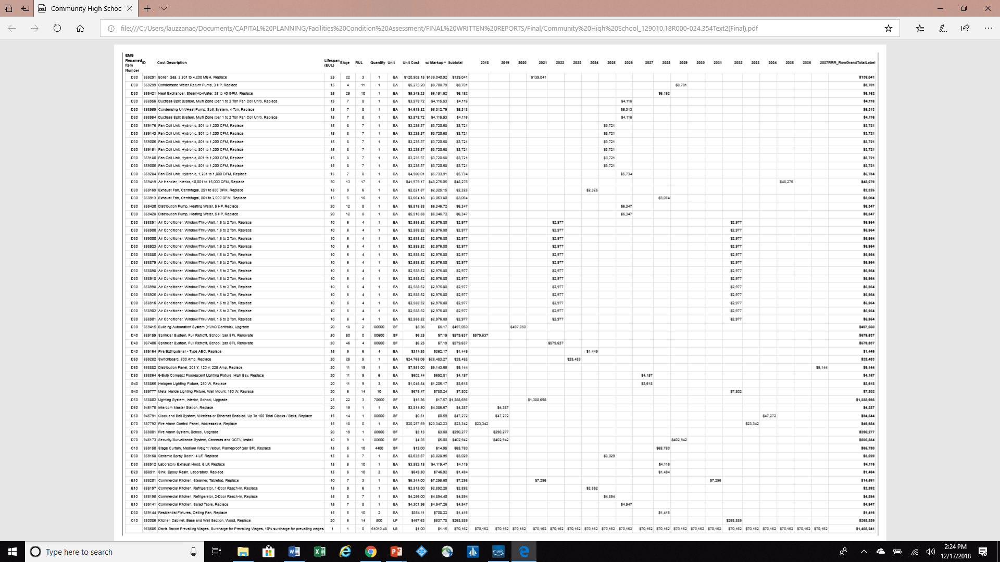 Community High Schoo
file:///C:/Users/lauzzanae/Documents/CAPITAL%20PLANNING/Facilities%20Condition%20Assessment/FINAL%20WRITTEN%20REPORTS/Final/Community%20High%20School_129010.18R000-024.354Text2(Final).pdf
EMG Renamed Item Number ID Cost Description Lifespan (EUL) EAge RUL Quantity Unit Unit Cost w/ Markup * Subtotal 2018 2019 2020 2021 2022 2023 2024 2025 2026 2027 2028 2029 2030 2031 2032 2033 2034 2035 2036 2037 RRR_RowGrandTotalLabel
D30 859291 Boiler, Gas, 2,501 to 4,200 MBH, Replace 25 22 3 1 EA $120,905.15 $139,040.92 $139,041 $139,041 $139,041
D30 859299 Condensate Water Return Pump, 3 HP, Replace 15 4 11 1 EA $5,273.20 $8,700.79 $8,701 $8,701 $8,701
D30 859421 Heat Exchanger, Steam-to-Water, 26 to 40 GPM, Replace 35 25 10 1 EA $5,349.23 $6,151.62 $6,152 $6,152 $6,152
D30 858956 Ductless Split System, Multi Zone (per 1 to 2 Ton Fan Coil Unit), Replace 15 7 8 1 EA $3,578.72 $4,115.53 $4,116 $4,116 $4,116
D30 858959 Condensing Unit/Heat Pump, Split System, 4 Ton, Replace 15 7 8 1 EA $4,619.82 $5,312.79 $5,313 $5,313 $5,313
D30 858954 Ductless Split System, Multi Zone (per 1 to 2 Ton Fan Coil Unit), Replace 15 7 8 1 EA $3,578.72 $4,115.53 $4,116 $4,116 $4,116
D30 859176 Fan Coil Unit, Hydronic, 801 to 1,200 CFM, Replace 15 8 7 1 EA $3,235.37 $3,720.68 $3,721 $3,721 $3,721
D30 859143 Fan Coil Unit, Hydronic, 801 to 1,200 CFM, Replace 15 8 7 1 EA $3,235.37 $3,720.68 $3,721 $3,721 $3,721
D30 859006 Fan Coil Unit, Hydronic, 801 to 1,200 CFM, Replace 15 8 7 1 EA $3,235.37 $3,720.68 $3,721 $3,721 $3,721
D30 859151 Fan Coil Unit, Hydronic, 801 to 1,200 CFM, Replace 15 8 7 1 EA $3,235.37 $3,720.68 $3,721 $3,721 $3,721
D30 859180 Fan Coil Unit, Hydronic, 801 to 1,200 CFM, Replace 15 8 7 1 EA $3,235.37 $3,720.68 $3,721 $3,721 $3,721
D30 859005 Fan Coil Unit, Hydronic, 801 to 1,200 CFM, Replace 15 8 7 1 EA $3,235.37 $3,720.68 $3,721 $3,721 $3,721
D30 859284 Fan Coil Unit, Hydronic, 1,201 to 1,800 CFM, Replace 15 7 8 1 EA $4,986.01 $5,733.91 $5,734 $5,734 $5,734
D30 859419 Air Handler, Interior, 10,001 to 15,000 CFM, Replace 30 13 17 1 EA $41,979.17 $48,276.05 $48,276 $48,276 $48,276
D30 859169 Exhaust Fan, Centrifugal, 251 to 800 CFM, Replace 15 9 6 1 EA $2,021.87 $2,325.15 $2,325 $2,325 $2,325
D30 858913 Exhaust Fan, Centrifugal, 801 to 2,000 CFM, Replace 15 5 10 1 EA $2,664.18 $3,063.80 $3,064 $3,064 $3,064
D30 859430 Distribution Pump, Heating Water, 5 HP, Replace 20 12 8 1 EA $5,518.88 $6,346.72 $6,347 $6,347 $6,347
D30 859428 Distribution Pump, Heating Water, 5 HP, Replace 20 12 8 1 EA $5,518.88 $6,346.72 $6,347 $6,347 $6,347
D30 858891 Air Conditioner, Window/Thru-Wall, 1.5 to 2 Ton, Replace 10 6 4 1 EA $2,588.52 $2,976.80 $2,977 $2,977 $2,977 $5,954
D30 858900 Air Conditioner, Window/Thru-Wall, 1.5 to 2 Ton, Replace 10 6 4 1 EA $2,588.52 $2,976.80 $2,977 $2,977 $2,977 $5,954
D30 859000 Air Conditioner, Window/Thru-Wall, 1.5 to 2 Ton, Replace 10 6 4 1 EA $2,588.52 $2,976.80 $2,977 $2,977 $2,977 $5,954
D30 858923 Air Conditioner, Window/Thru-Wall, 1.5 to 2 Ton, Replace 10 6 4 1 EA $2,588.52 $2,976.80 $2,977 $2,977 $2,977 $5,954
D30 858880 Air Conditioner, Window/Thru-Wall, 1.5 to 2 Ton, Replace 10 6 4 1 EA $2,588.52 $2,976.80 $2,977 $2,977 $2,977 $5,954
D30 858879 Air Conditioner, Window/Thru-Wall, 1.5 to 2 Ton, Replace 10 6 4 1 EA $2,588.52 $2,976.80 $2,977 $2,977 $2,977 $5,954
D30 858898 Air Conditioner, Window/Thru-Wall, 1.5 to 2 Ton, Replace 10 6 4 1 EA $2,588.52 $2,976.80 $2,977 $2,977 $2,977 $5,954
D30 858918 Air Conditioner, Window/Thru-Wall, 1.5 to 2 Ton, Replace 10 6 4 1 EA $2,588.52 $2,976.80 $2,977 $2,977 $2,977 $5,954
D30 858998 Air Conditioner, Window/Thru-Wall, 1.5 to 2 Ton, Replace 10 6 4 1 EA $2,588.52 $2,976.80 $2,977 $2,977 $2,977 $5,954
D30 858925 Air Conditioner, Window/Thru-Wall, 1.5 to 2 Ton, Replace 10 6 4 1 EA $2,588.52 $2,976.80 $2,977 $2,977 $2,977 $5,954
D30 858916 Air Conditioner, Window/Thru-Wall, 1.5 to 2 Ton, Replace 10 6 4 1 EA $2,588.52 $2,976.80 $2,977 $2,977 $2,977 $5,954
D30 858902 Air Conditioner, Window/Thru-Wall, 1.5 to 2 Ton, Replace 10 6 4 1 EA $2,588.52 $2,976.80 $2,977 $2,977 $2,977 $5,954
D30 858901 Air Conditioner, Window/Thru-Wall, 1.5 to 2 Ton, Replace 10 6 4 1 EA $2,588.52 $2,976.80 $2,977 $2,977 $2,977 $5,954
D30 859415 Building Automation System (HVAC Controls), Upgrade 20 18 2 80600 SF $5.36 $6.17 $497,050 $497,050 $497,050
D40 859159 Sprinkler System, Full Retrofit, School (per SF), Renovate 50 50 0 80600 SF $6.25 $7.19 $579,637 $579,637 $579,637
D40 937406 Sprinkler System, Full Retrofit, School (per SF), Renovate 50 46 4 80600 SF $6.25 $7.19 $579,637 $579,637 $579,637
D40 859164 Fire Extinguisher - Type ABC, Replace 15 9 6 4 EA $314.93 $362.17 $1,449 $1,449 $1,449
D50 859282 Switchboard, 800 Amp, Replace 30 25 5 1 EA $24,768.06 $28,483.27 $28,483 $28,483 $28,483
D50 858882 Distribution Panel, 208 Y, 120 V, 225 Amp, Replace 30 11 19 1 EA $7,951.00 $9,143.65 $9,144 $9,144 $9,144
D50 858864 6-Bulb Compact Fluorescent Lighting Fixture, High Bay, Replace 20 11 9 6 EA $602.44 $692.81 $4,157 $4,157 $4,157
G40 858865 Halogen Lighting Fixture, 250 W, Replace 20 11 9 3 EA $1,048.84 $1,206.17 $3,618 $3,618 $3,618
G40 859777 Metal Halide Lighting Fixture, Wall Mount, 150 W, Replace 20 6 14 10 EA $678.47 $780.24 $7,802 $7,802 $7,802
D50 858802 Lighting System, Interior, School, Upgrade 25 22 3 78600 SF $15.36 $17.67 $1,388,698 $1,388,698 $1,388,698
D60 946175 Intercom Master Station, Replace 20 19 1 1 EA $3,814.50 $4,386.67 $4,387 $4,387 $4,387
D50 945791 Clock and Bell System, Wireless or Ethernet Enabled, Up To 100 Total Clocks / Bells, Replace 15 14 1 80600 SF $0.51 $0.59 $47,272 $47,272 $47,272 $94,544
D70 867792 Fire Alarm Control Panel, Addressable, Replace 15 18 0 1 EA $20,297.59 $23,342.23 $23,342 $23,342 $23,342 $46,684
D70 859001 Fire Alarm System, School, Upgrade 20 19 1 80600 SF $3.13 $3.60 $290,277 $290,277 $290,277
D70 946173 Security/Surveillance System, Cameras and CCTV, Install 10 9 1 80600 SF $4.35 $5.00 $402,942 $402,942 $402,942 $805,884
C10 859150 Stage Curtain, Medium Weight Velour, Flameproof (per SF), Replace 15 5 10 4400 SF $13.00 $14.95 $65,780 $65,780 $65,780
D30 859168 Ceramic Spray Booth, 4 LF, Replace 15 8 7 1 EA $2,633.87 $3,028.95 $3,029 $3,029 $3,029
D30 858912 Laboratory Exhaust Hood, 6 LF, Replace 15 5 10 1 EA $3,582.15 $4,119.47 $4,119 $4,119 $4,119
D20 858911 Sink, Epoxy Resin, Laboratory, Replace 15 5 10 2 EA $649.50 $746.92 $1,494 $1,494 $1,494
E10 855201 Commercial Kitchen, Steamer, Tabletop, Replace 10 7 3 1 EA $6,344.00 $7,295.60 $7,296 $7,296 $7,296 $14,591
E10 855197 Commercial Kitchen, Refrigerator, 1-Door Reach-In, Replace 15 9 6 1 EA $2,515.00 $2,892.25 $2,892 $2,892 $2,892
E10 855195 Commercial Kitchen, Refrigerator, 2-Door Reach-In, Replace 15 8 7 1 EA $4,256.00 $4,894.40 $4,894 $4,894 $4,894
E10 859141 Commercial Kitchen, Salad Table, Replace 15 7 8 1 EA $4,301.96 $4,947.26 $4,947 $4,947 $4,947
D30 859144 Residential Fixtures, Ceiling Fan, Replace 15 5 10 2 EA $354.11 $708.22 $1,416 $1,416 $1,416
C10 860086 Kitchen Cabinet, Base and Wall Section, Wood, Replace 20 6 14 500 LF $467.63 $537.78 $268,889 $268,889 $268,889
958685 Davis Bacon Prevailing Wages, Surcharge for Prevailing Wages, 10% surcharge for prevailing wages 1 1 0 61010.48 LS $1.00 $1.15 $70,162 $70,162 $70,162 $70,162 $70,162 $70,162 $70,162 $70,162 $70,162 $70,162 $70,162 $70,162 $70,162 $70,162 $70,162 $70,162 $70,162 $70,162 $70,162 $70,162 $70,162 $1,403,241
Type here to search
music
2:24 PM
12/17/2018